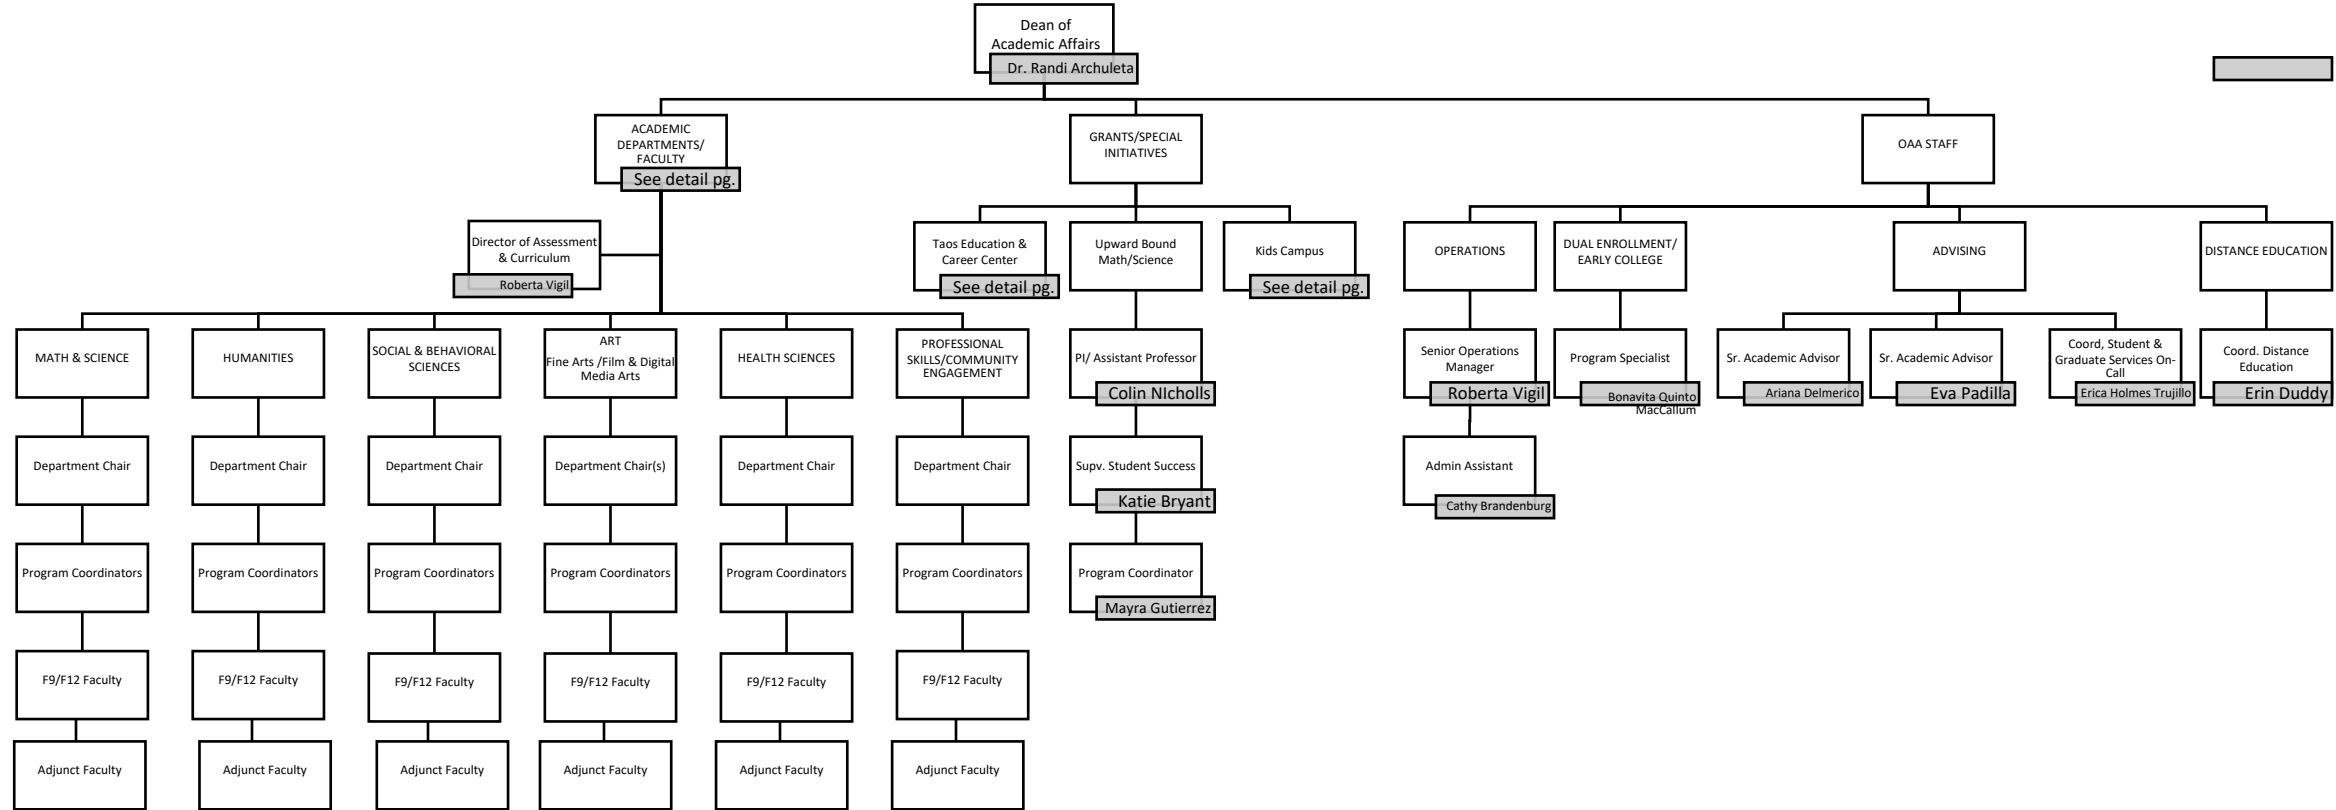 Dean of
Academic Affairs
Dr. Randi Archuleta
ACADEMIC
DEPARTMENTS/
FACULTY
See detail pg.
GRANTS/SPECIAL
INITIATIVES
OAA STAFF
Director of Assessment
& Curriculum
Roberta Vigil
Taos Education &
Career Center
See detail pg.
Upward Bound
Math/Science
Kids Campus
See detail pg.
OPERATIONS
DUAL ENROLLMENT/
EARLY COLLEGE
ADVISING
DISTANCE EDUCATION
MATH & SCIENCE
HUMANITIES
SOCIAL & BEHAVIORAL
SCIENCES
ART
Fine Arts /Film & Digital
Media Arts
HEALTH SCIENCES
PROFESSIONAL
SKILLS/COMMUNITY
ENGAGEMENT
PI/ Assistant Professor
Colin NIcholls
Senior Operations
Manager
Roberta Vigil
Program Specialist
Bonavita Quinto
MacCallum
Sr. Academic Advisor
Ariana Delmerico
Sr. Academic Advisor
Eva Padilla
Coord, Student &
Graduate Services On-
Call
Erica Holmes Trujillo
Coord. Distance
Education
Erin Duddy
Department Chair
Department Chair
Department Chair
Department Chair(s)
Department Chair
Department Chair
Supv. Student Success
Katie Bryant
Admin Assistant
Cathy Brandenburg
Program Coordinators
Program Coordinators
Program Coordinators
Program Coordinators
Program Coordinators
Program Coordinators
Program Coordinator
Mayra Gutierrez
F9/F12 Faculty
F9/F12 Faculty
F9/F12 Faculty
F9/F12 Faculty
F9/F12 Faculty
F9/F12 Faculty
Adjunct Faculty
Adjunct Faculty
Adjunct Faculty
Adjunct Faculty
Adjunct Faculty
Adjunct Faculty